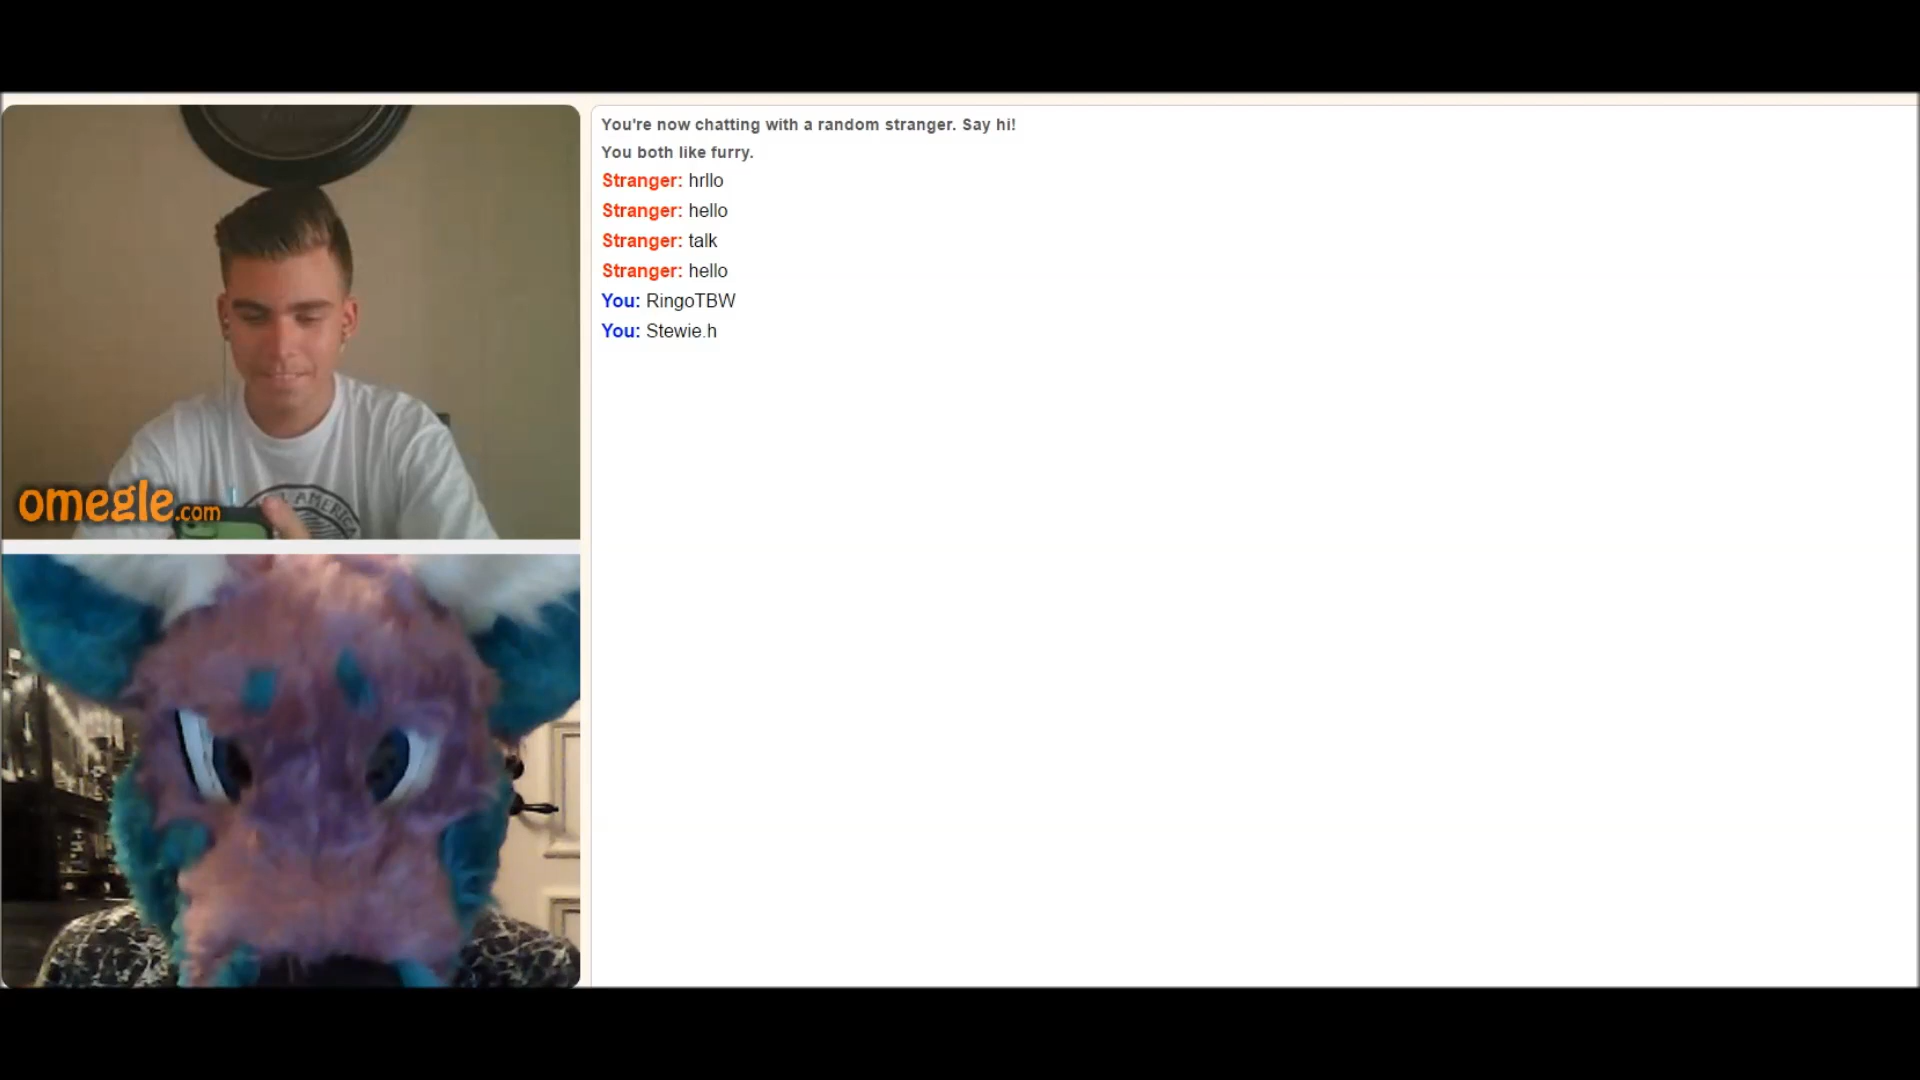 You're now chatting with a random stranger. Say hi!
You both like furry.
Stranger: hrllo
Stranger: hello
Stranger: talk
Stranger: hello
You: RingoTBW
You: Stewie.h
omegle.com
AMERICA